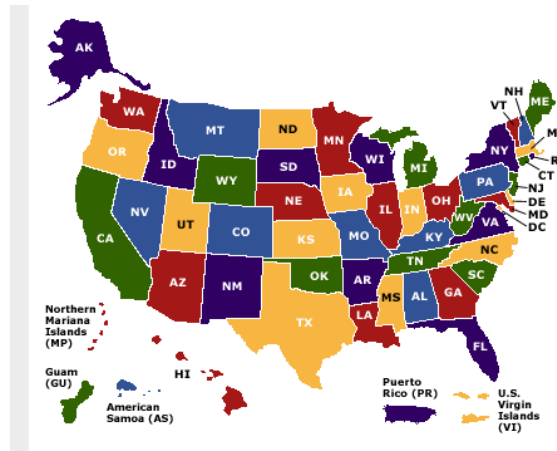 AK
WA
MT
ND
MN
VT
NH
ME
OR
ID
SD
WI
NY
M
R
WY
MI
CT
NE
IA
PA
NJ
NV
IL
IN
OH
DE
MD
CA
UT
CO
WV
VA
DC
KS
MO
KY
NC
AZ
NM
OK
AR
TN
SC
TX
MS
AL
GA
LA
FL
Northern
Mariana
Islands
(MP)
HI
Guam
(GU)
American
Samoa (AS)
Puerto
Rico (PR)
U.S.
Virgin
Islands
(VI)